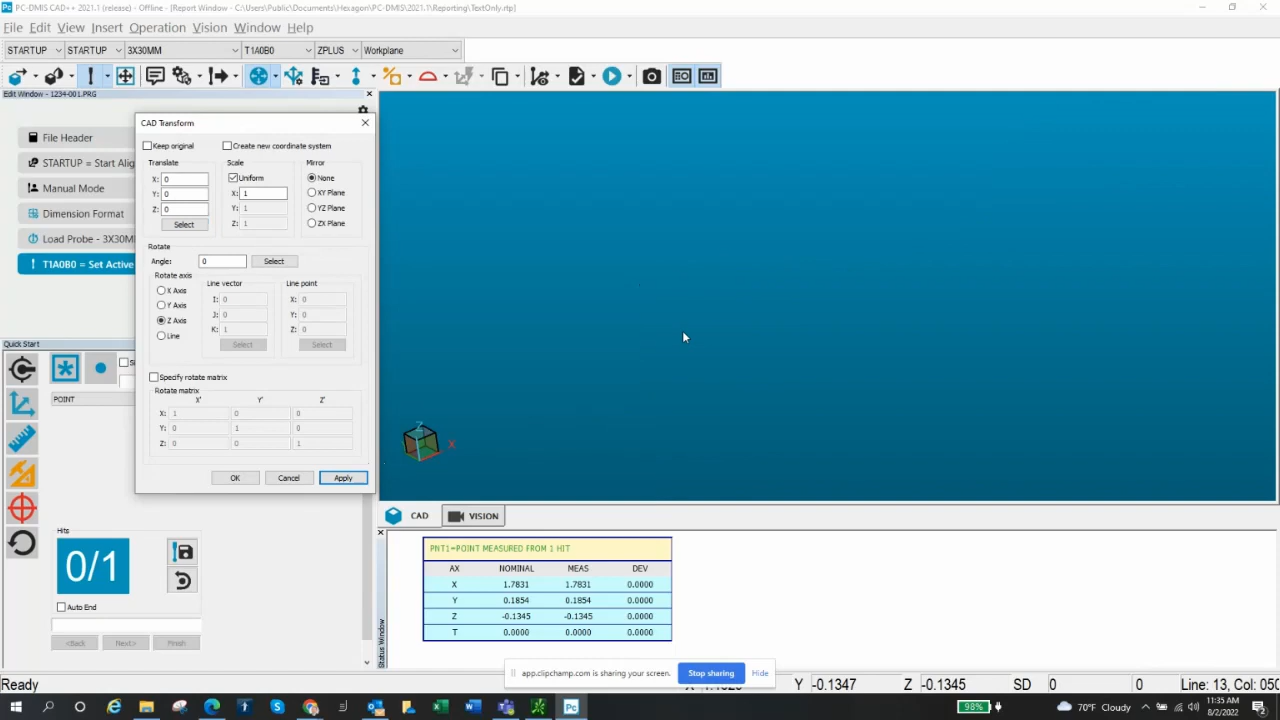 PC-DMIS CAD++ 2021.1 (release) - Offline - [Report Window - C:\Users\Public\Documents\Hexagon\PC-DMIS\2021.1\Reporting\TextOnly.rtp]
File Edit View Insert Operation Vision Window Help
STARTUP STARTUP 3X30MM T1A0B0 ZPLUS Workplane
Edit Window - 1234-001.PRG
File Header
STARTUP = Start Alig
Manual Mode
Dimension Format
Load Probe - 3X30M
T1A0B0 = Set Active
CAD Transform
Keep original Create new coordinate system
Translate Scale Mirror
X: 0 Uniform None
Y: 0 X: 1 XY Plane
Z: 0 Y: 1 YZ Plane
Select Z: 1 ZX Plane
Rotate
Angle: 0 Select
Rotate axis Line vector Line point
X Axis I: 0 X: 0
Y Axis J: 0 Y: 0
Z Axis K: 1 Z: 0
Line Select Select
Specify rotate matrix
Rotate matrix
X' Y' Z'
X: 1 0 0
Y: 0 1 0
Z: 0 0 1
OK Cancel Apply
Quick Start
POINT
Hits
0/1
Auto End
<Back Next> Finish
Z
X
CAD VISION
Status Window
PNT1=POINT MEASURED FROM 1 HIT
AX NOMINAL MEAS DEV
X 1.7831 1.7831 0.0000
Y 0.1854 0.1854 0.0000
Z -0.1345 -0.1345 0.0000
T 0.0000 0.0000 0.0000
app.clipchamp.com is sharing your screen. Stop sharing Hide
Ready Y -0.1347 Z -0.1345 SD 0 0 Line: 13, Col: 050
98% 70°F Cloudy 11:35 AM
8/2/2022